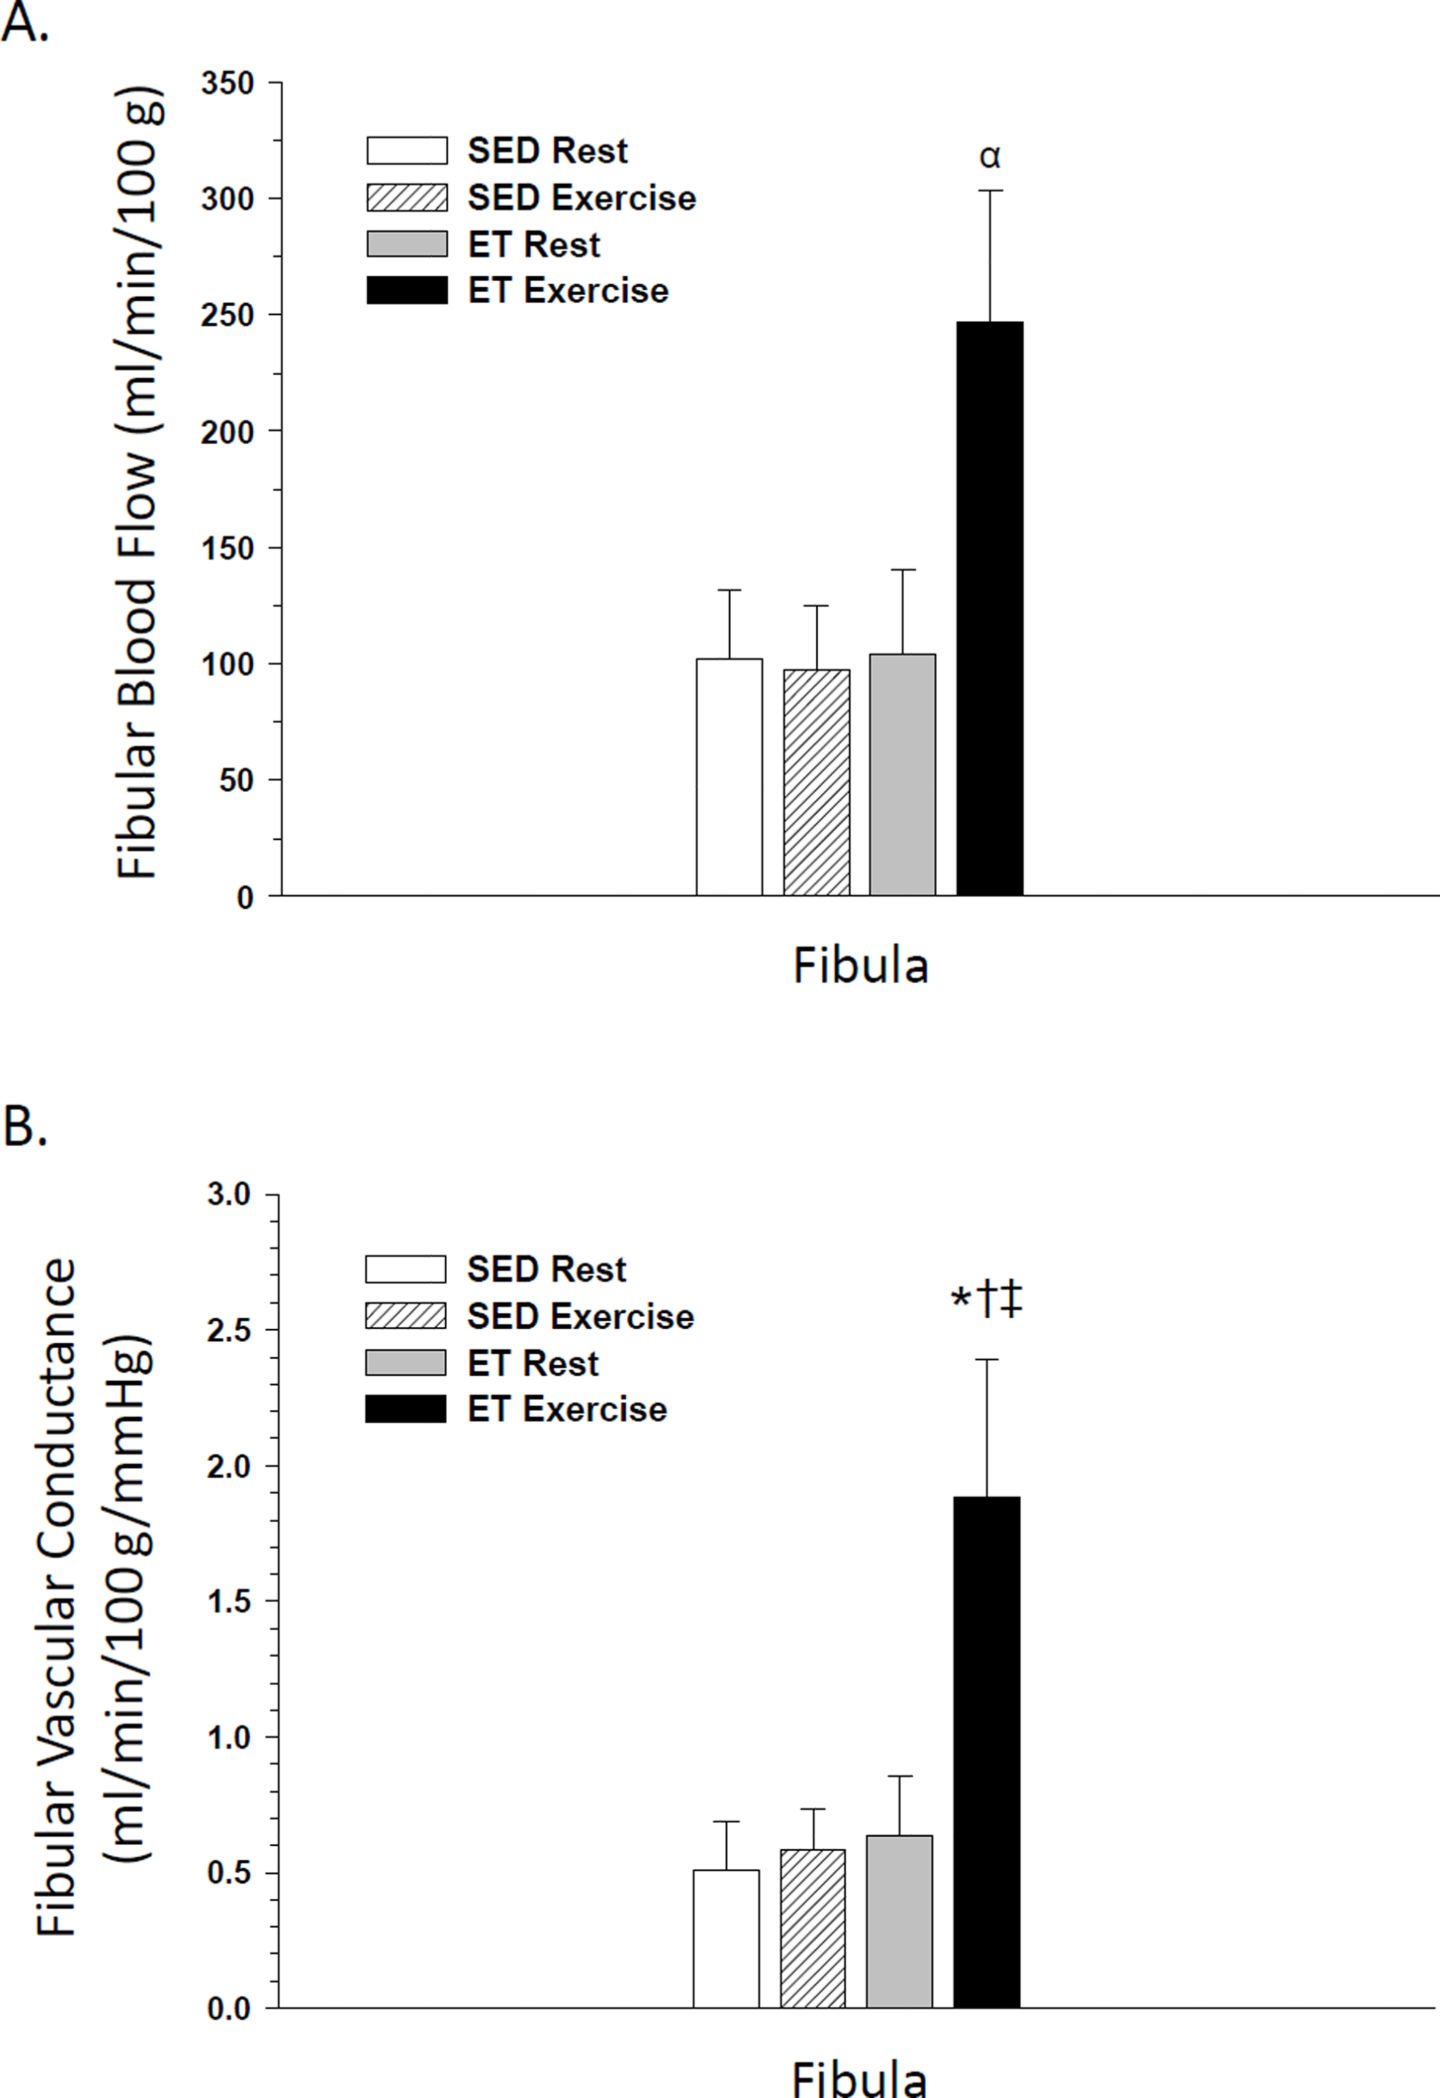 A.
Fibular Blood Flow (ml/min/100 g)
350
300
250
200
150
100
50
0
SED Rest
SED Exercise
ET Rest
ET Exercise
α
Fibula
B.
Fibular Vascular Conductance
(ml/min/100 g/mmHg)
3.0
2.5
2.0
1.5
1.0
0.5
0.0
SED Rest
SED Exercise
ET Rest
ET Exercise
*†‡
Fibula